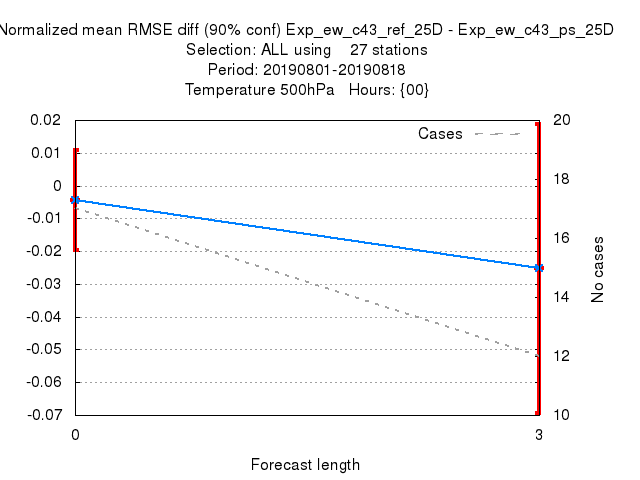 Normalized mean RMSE diff (90% conf) Exp_ew_c43_ref_25D - Exp_ew_c43_ps_25D
Selection: ALL using 27 stations
Period: 20190801-20190818
Temperature 500hPa Hours: {00}
0.02
0.01
0
-0.01
-0.02
-0.03
-0.04
-0.05
-0.06
-0.07
Cases
20
18
16
14
12
10
No cases
0
3
Forecast length